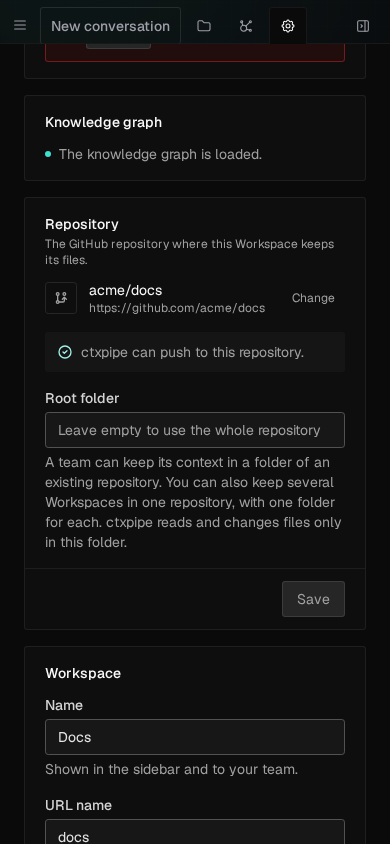 New conversation
Knowledge graph
The knowledge graph is loaded.
Repository
The GitHub repository where this Workspace keeps
its files.
acme/docs
https://github.com/acme/docs
Change
ctxpipe can push to this repository.
Root folder
Leave empty to use the whole repository
A team can keep its context in a folder of an
existing repository. You can also keep several
Workspaces in one repository, with one folder
for each. ctxpipe reads and changes files only
in this folder.
Save
Workspace
Name
Docs
Shown in the sidebar and to your team.
URL name
docs